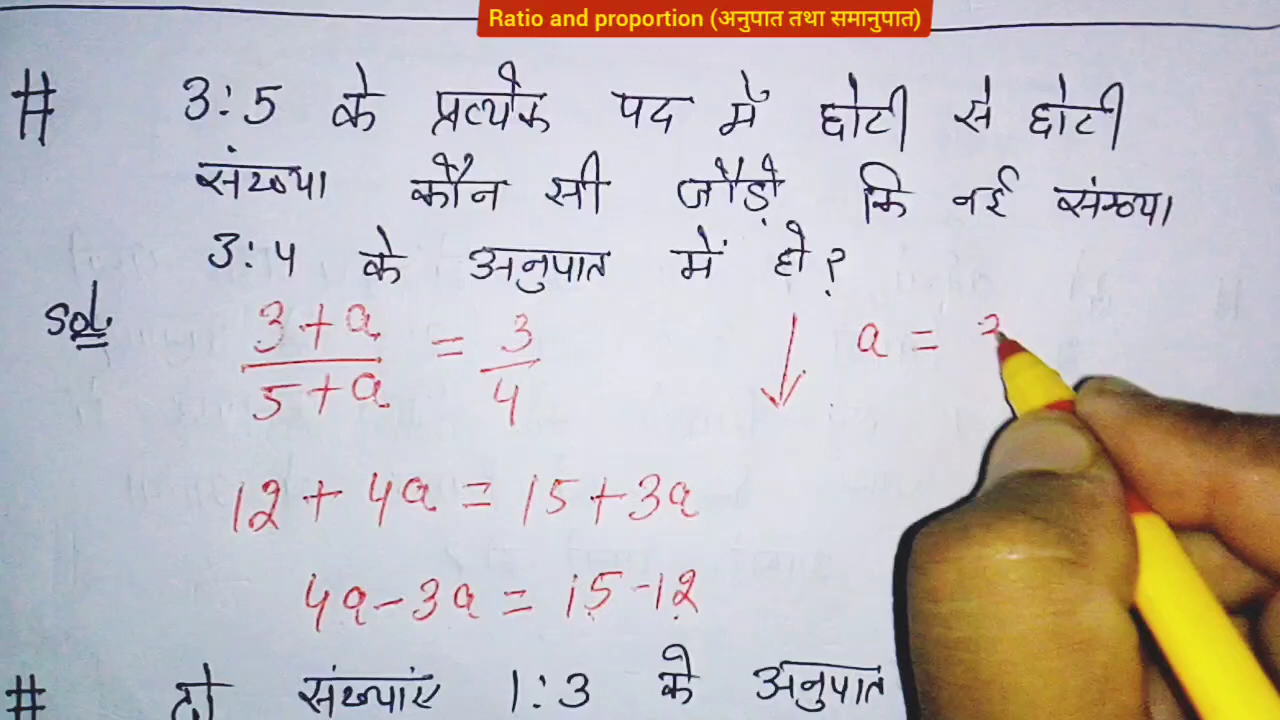 Ratio and proportion (अनुपात तथा समानुपात)
# 3:5 के प्रत्येक पद में छोटी से छोटी
संख्या कौन सी जोड़े कि नई संख्या
3:4 के अनुपात में हो?
Sol.
3+a / 5+a = 3 / 4
↓ a = 3
12 + 4a = 15 + 3a
4a - 3a = 15 - 12
# दो संख्याएं 1:3 के अनुपात